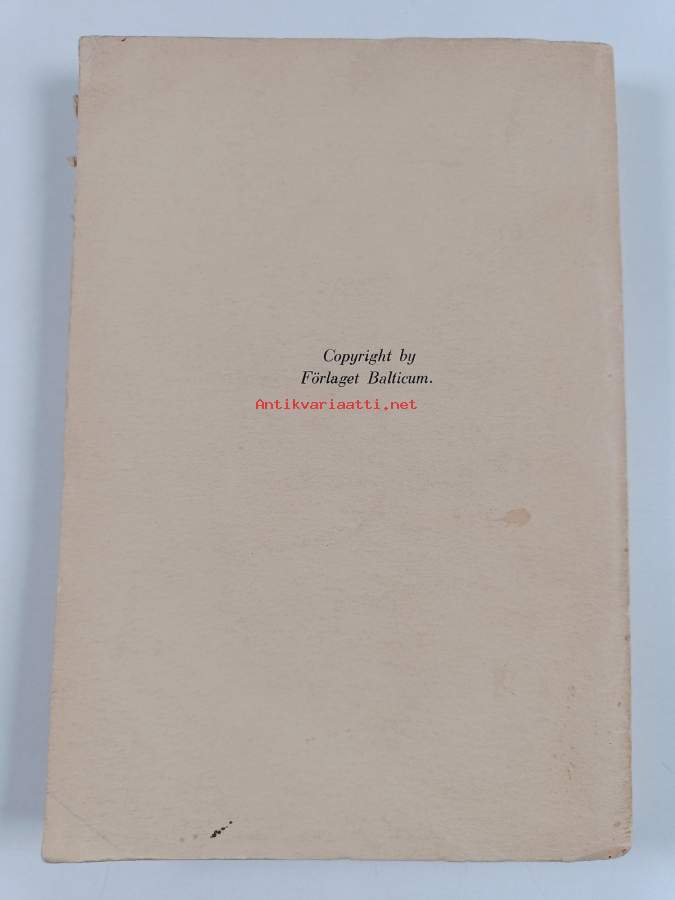 Copyright by
Förlaget Balticum.
Antikvariaatti.net